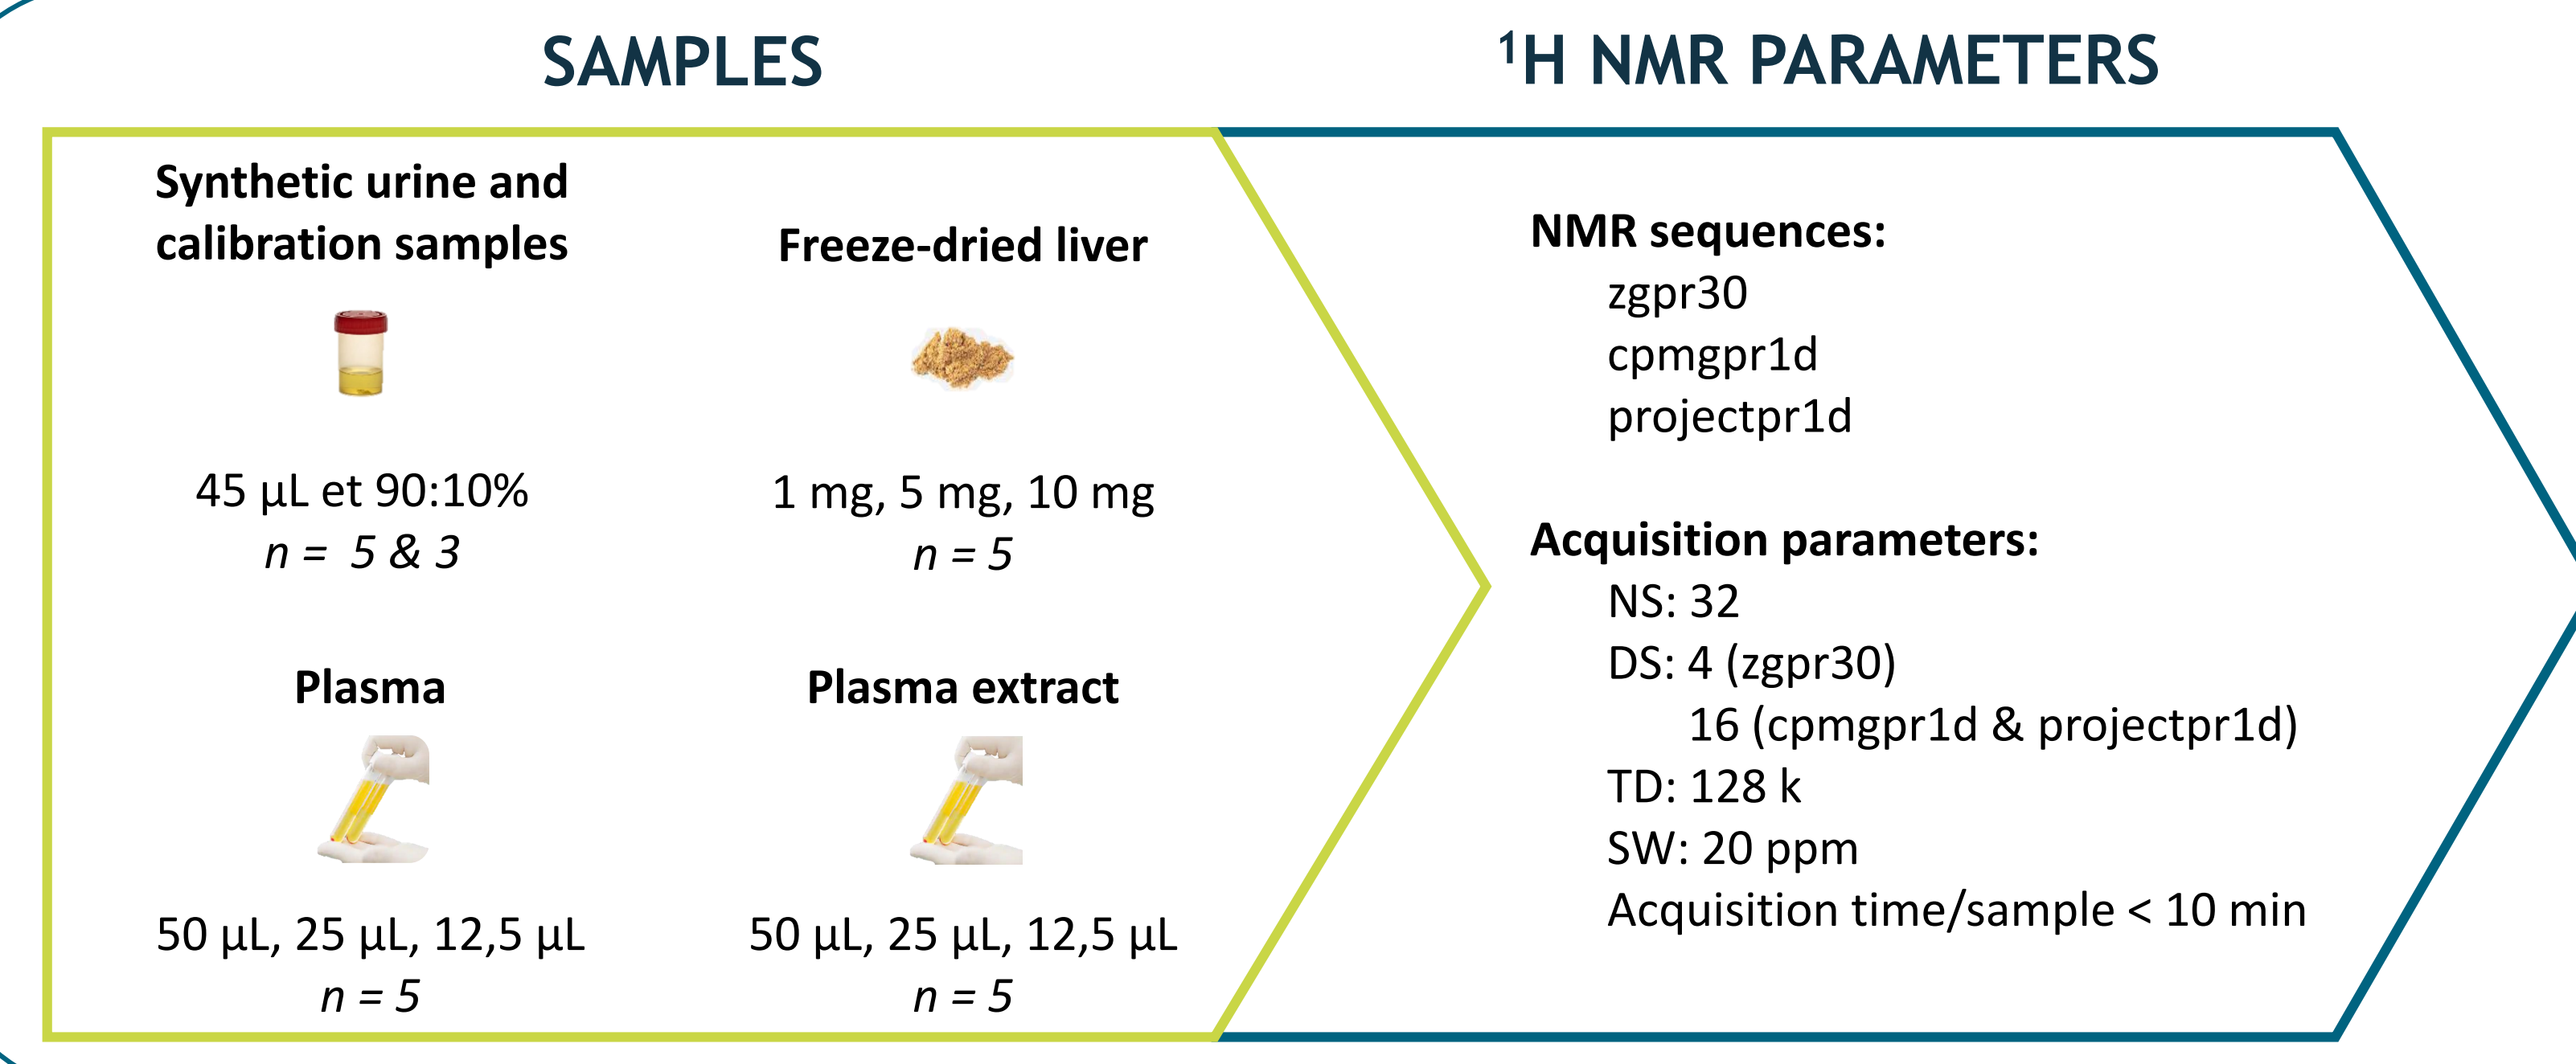 SAMPLES
Synthetic urine and
calibration samples
45 µL et 90:10%
n =  5 & 3
Freeze-dried liver
1 mg, 5 mg, 10 mg
n = 5
Plasma
50 µL, 25 µL, 12,5 µL
n = 5
Plasma extract
50 µL, 25 µL, 12,5 µL
n = 5
¹H NMR PARAMETERS
NMR sequences:
zgpr30
cpmgpr1d
projectpr1d
Acquisition parameters:
NS: 32
DS: 4 (zgpr30)
16 (cpmgpr1d & projectpr1d)
TD: 128 k
SW: 20 ppm
Acquisition time/sample < 10 min